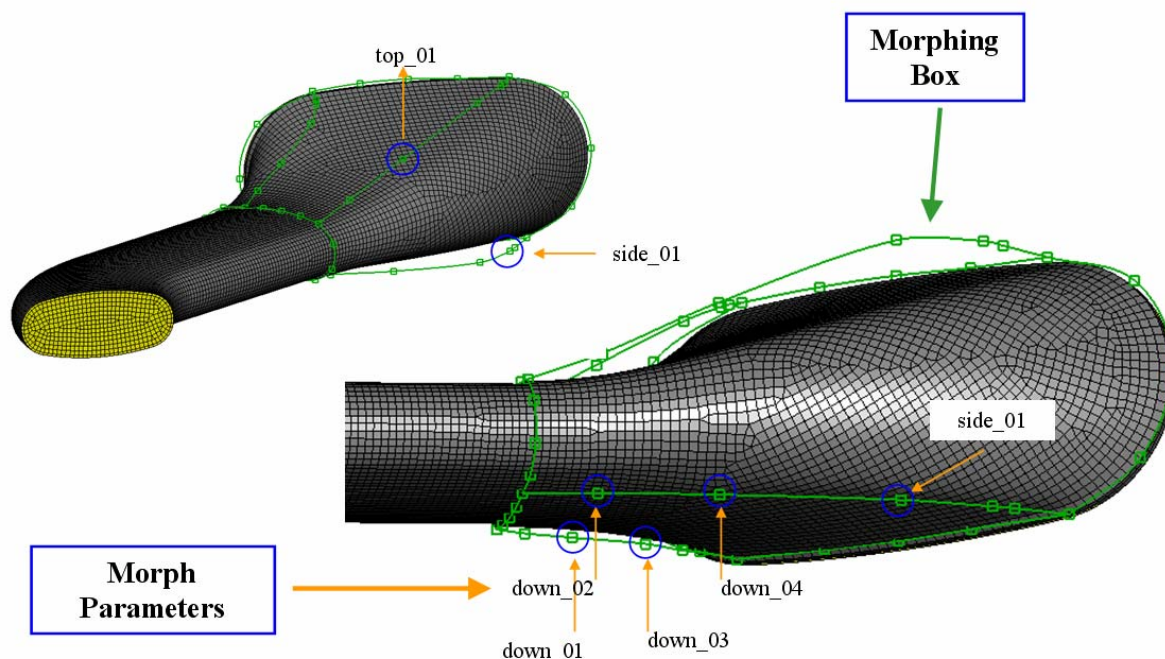 top_01
Morphing
Box
side_01
side_01
Morph
Parameters
down_02
down_04
down_01
down_03